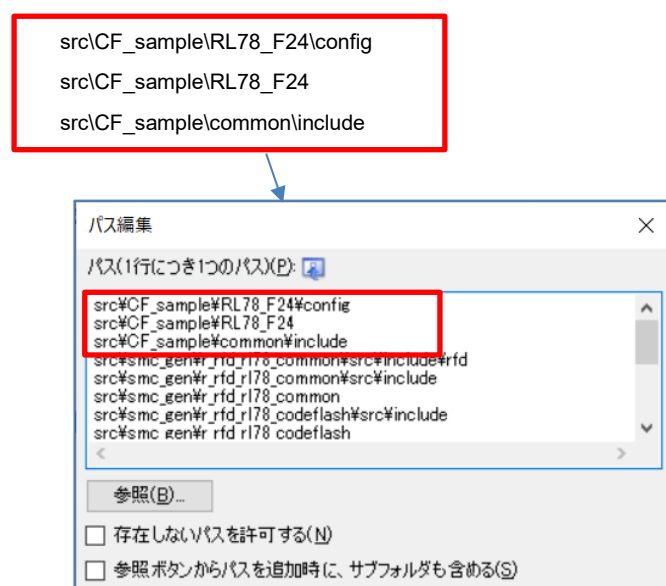 src\CF_sample\RL78_F24\config
src\CF_sample\RL78_F24
src\CF_sample\common\include
パス編集
パス(1行につき1つのパス)(P):
src¥CF_sample¥RL78_F24¥config
src¥CF_sample¥RL78_F24
src¥CF_sample¥common¥include
src¥smc_gen¥r_rfd_rl78_common¥src¥include¥rfd
src¥smc_gen¥r_rfd_rl78_common¥src¥include
src¥smc_gen¥r_rfd_rl78_common
src¥smc_gen¥r_rfd_rl78_codeflash¥src¥include
src¥smc_gen¥r_rfd_rl78_codeflash
参照(B)...
存在しないパスを許可する(N)
参照ボタンからパスを追加時に、サブフォルダも含める(S)